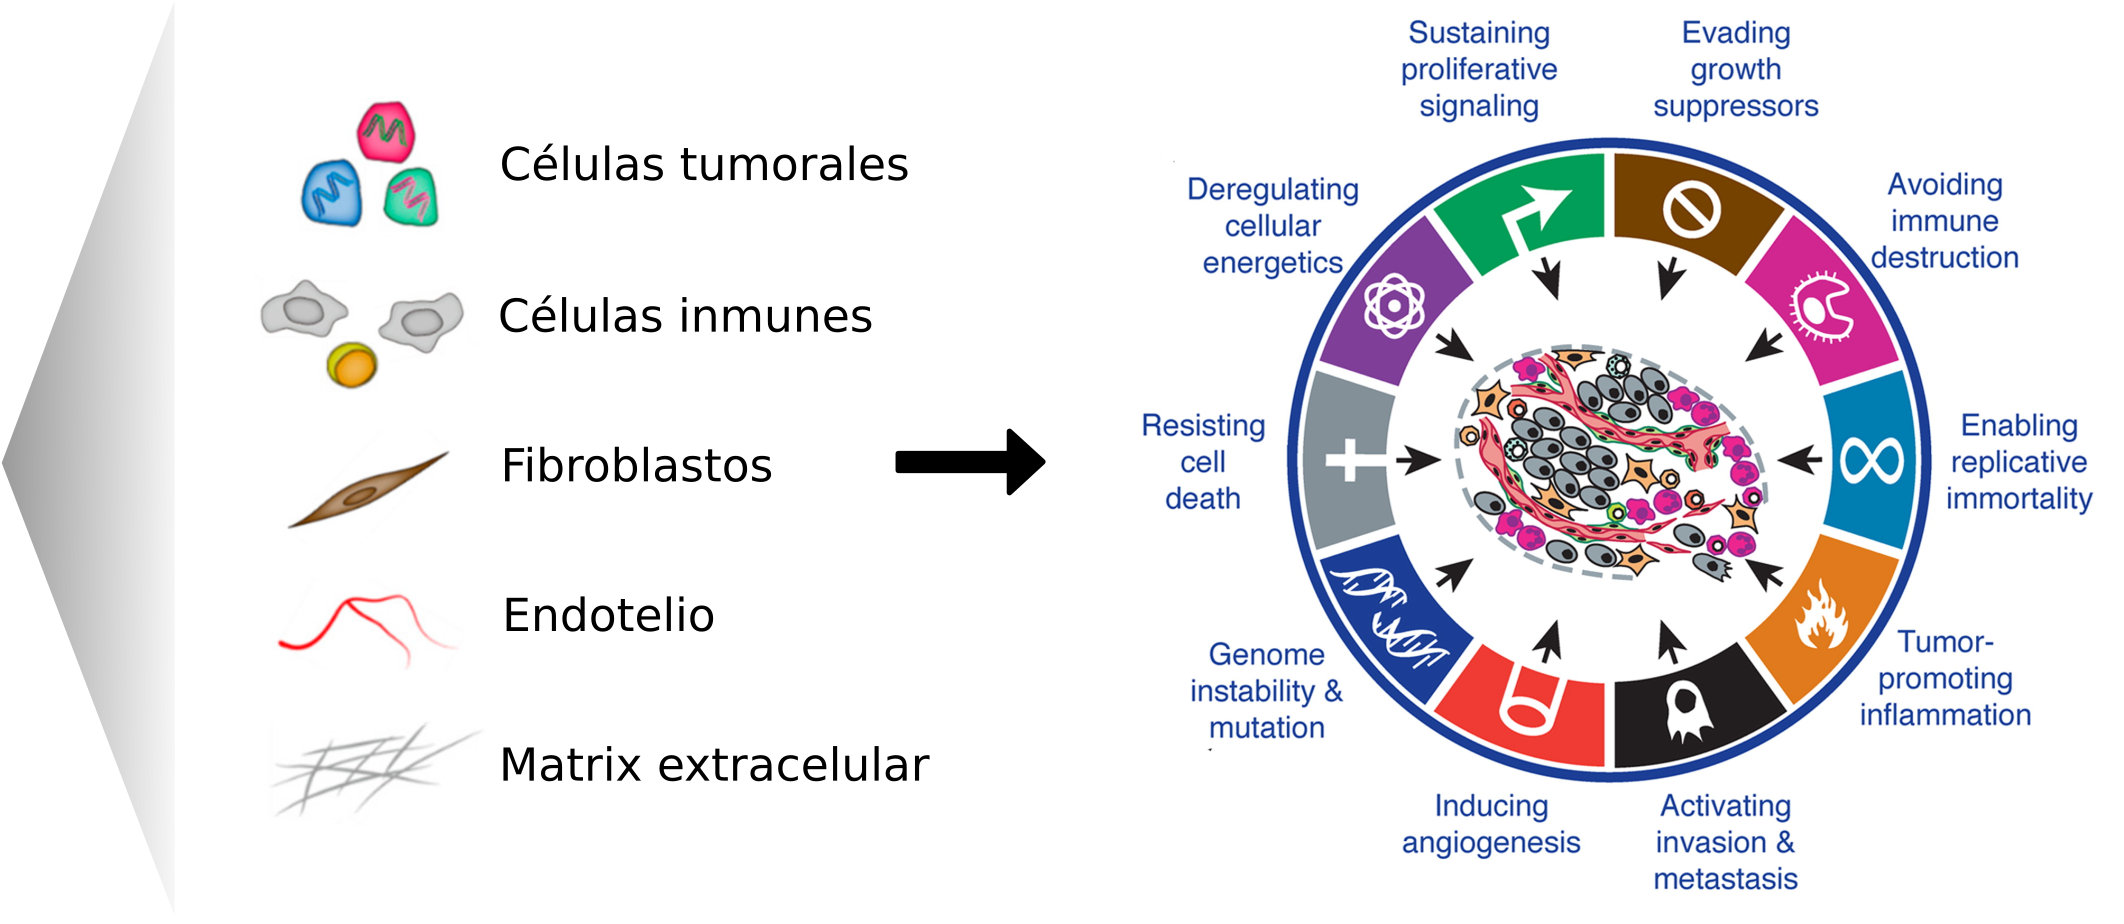 Células tumorales
Células inmunes
Fibroblastos
Endotelio
Matrix extracelular
Sustaining
proliferative
signaling
Evading
growth
suppressors
Deregulating
cellular
energetics
Avoiding
immune
destruction
Resisting
cell
death
Enabling
replicative
immortality
Genome
instability &
mutation
Tumor-
promoting
inflammation
Inducing
angiogenesis
Activating
invasion &
metastasis